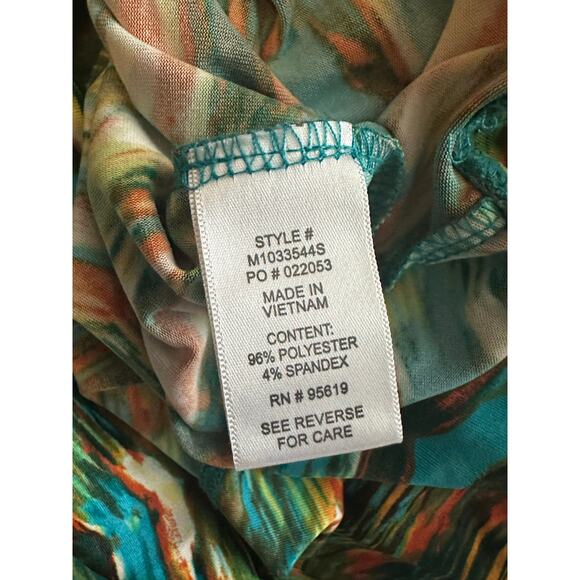 STYLE #
M1033544S
PO # 022053
MADE IN
VIETNAM
CONTENT:
96% POLYESTER
4% SPANDEX
RN # 95619
SEE REVERSE
FOR CARE